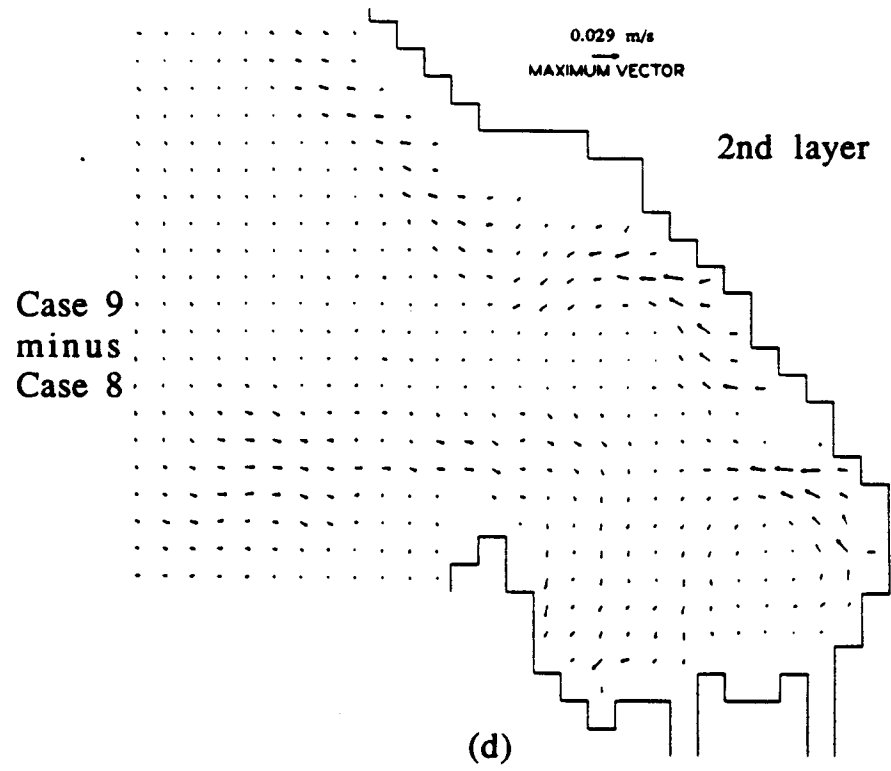 0.029 m/s
MAXIMUM VECTOR
2nd layer
Case 9
minus
Case 8
(d)